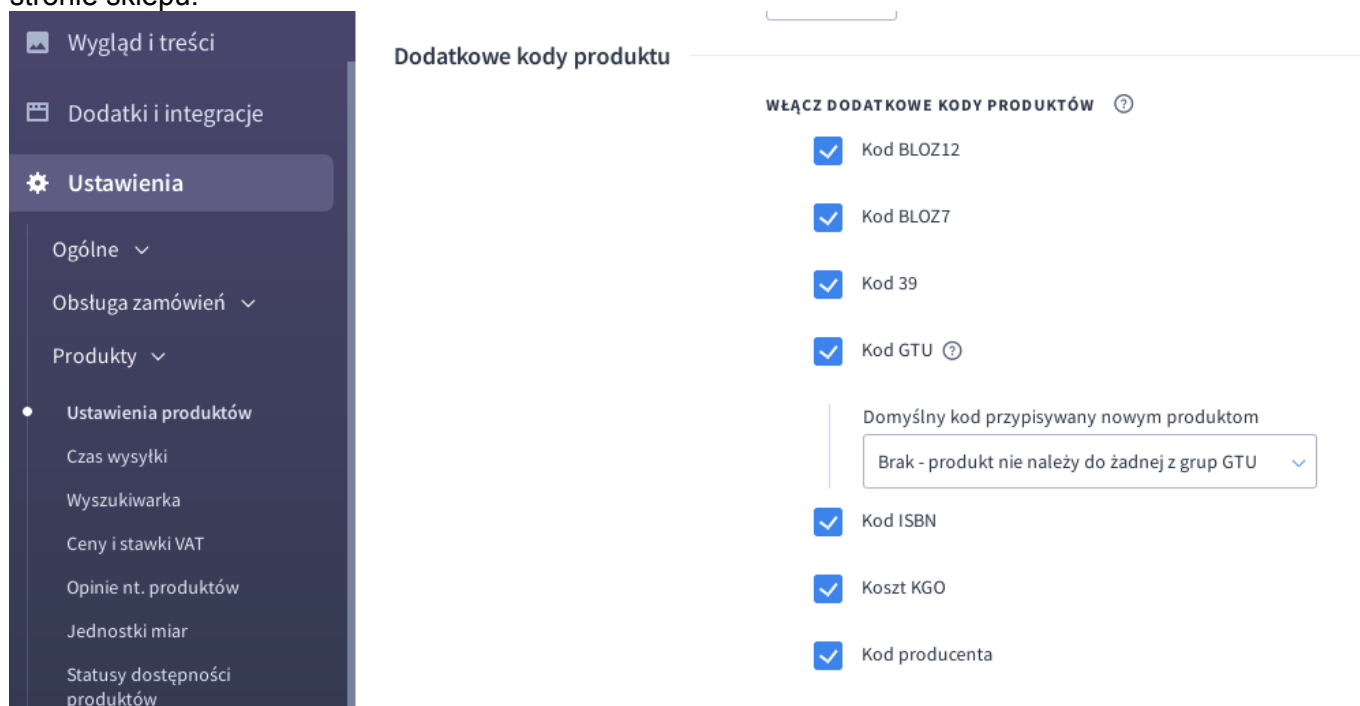 stronie sklepu.
Wygląd i treści
Dodatki i integracje
Ustawienia
Ogólne
Obsługa zamówień
Produkty
Ustawienia produktów
Czas wysyłki
Wyszukiwarka
Ceny i stawki VAT
Opinie nt. produktów
Jednostki miar
Statusy dostępności
produktów
Dodatkowe kody produktu
WŁĄCZ DODATKOWE KODY PRODUKTÓW ?
Kod BLOZ12
Kod BLOZ7
Kod 39
Kod GTU ?
Domyślny kod przypisywany nowym produktom
Brak - produkt nie należy do żadnej z grup GTU
Kod ISBN
Koszt KGO
Kod producenta